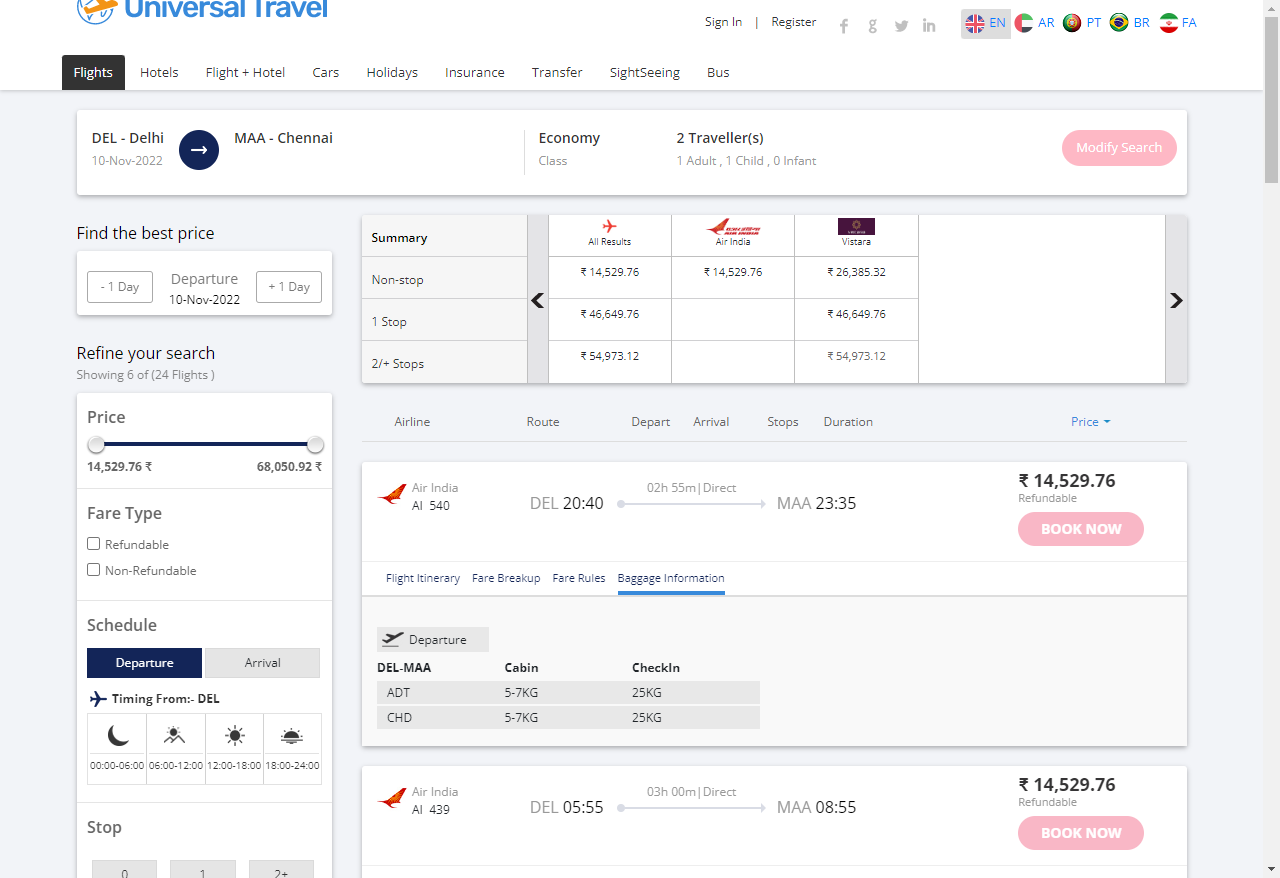 Universal Travel
Sign In | Register
EN AR PT BR FA
Flights Hotels Flight + Hotel Cars Holidays Insurance Transfer SightSeeing Bus
DEL - Delhi MAA - Chennai Economy 2 Traveller(s)
10-Nov-2022 Class 1 Adult , 1 Child , 0 Infant
Modify Search
Find the best price
- 1 Day Departure + 1 Day
10-Nov-2022
Summary All Results Air India Vistara
Non-stop ₹ 14,529.76 ₹ 14,529.76 ₹ 26,385.32
1 Stop ₹ 46,649.76 ₹ 46,649.76
2/+ Stops ₹ 54,973.12 ₹ 54,973.12
Refine your search
Showing 6 of (24 Flights )
Price
14,529.76 ₹ 68,050.92 ₹
Fare Type
Refundable
Non-Refundable
Schedule
Departure Arrival
Timing From:- DEL
00:00-06:00 06:00-12:00 12:00-18:00 18:00-24:00
Stop
0 1 2+
Airline Route Depart Arrival Stops Duration Price
Air India
AI 540
DEL 20:40 02h 55m|Direct MAA 23:35
₹ 14,529.76
Refundable
BOOK NOW
Flight Itinerary Fare Breakup Fare Rules Baggage Information
Departure
DEL-MAA Cabin CheckIn
ADT 5-7KG 25KG
CHD 5-7KG 25KG
Air India
AI 439
DEL 05:55 03h 00m|Direct MAA 08:55
₹ 14,529.76
Refundable
BOOK NOW